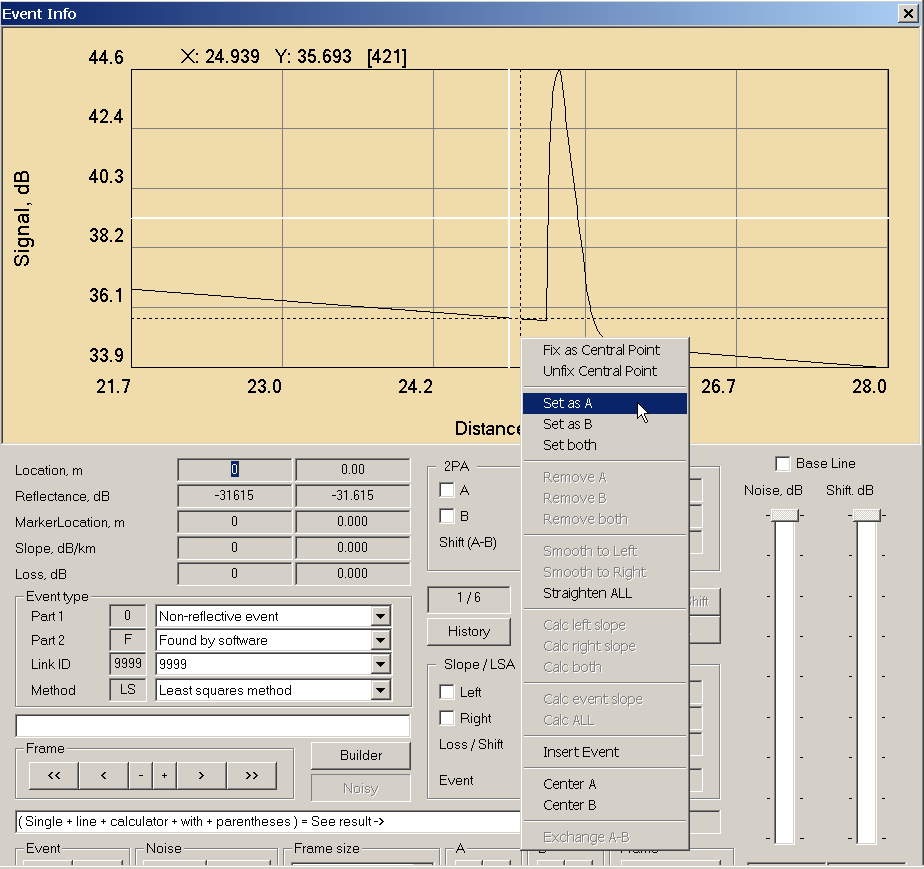 Event Info
X: 24.939 Y: 35.693 [421]
44.6
42.4
40.3
38.2
36.1
33.9
Signal, dB
21.7 23.0 24.2 26.7 28.0
Distance
Fix as Central Point
Unfix Central Point
Set as A
Set as B
Set both
Remove A
Remove B
Remove both
Smooth to Left
Smooth to Right
Straighten ALL
Calc left slope
Calc right slope
Calc both
Calc event slope
Calc ALL
Insert Event
Center A
Center B
Exchange A-B
Location, m 0 0.00
Reflectance, dB -31615 -31.615
MarkerLocation, m 0 0.000
Slope, dB/km 0 0.000
Loss, dB 0 0.000
Event type
Part 1 0 Non-reflective event
Part 2 F Found by software
Link ID 9999 9999
Method LS Least squares method
Frame
<< < - + > >>
Builder
Noisy
2PA
A
B
Shift (A-B)
1 / 6
History
Slope / LSA
Left
Right
Loss / Shift
Event
Base Line
Noise, dB Shift. dB
( Single + line + calculator + with + parentheses ) = See result ->
Event Noise Frame size A